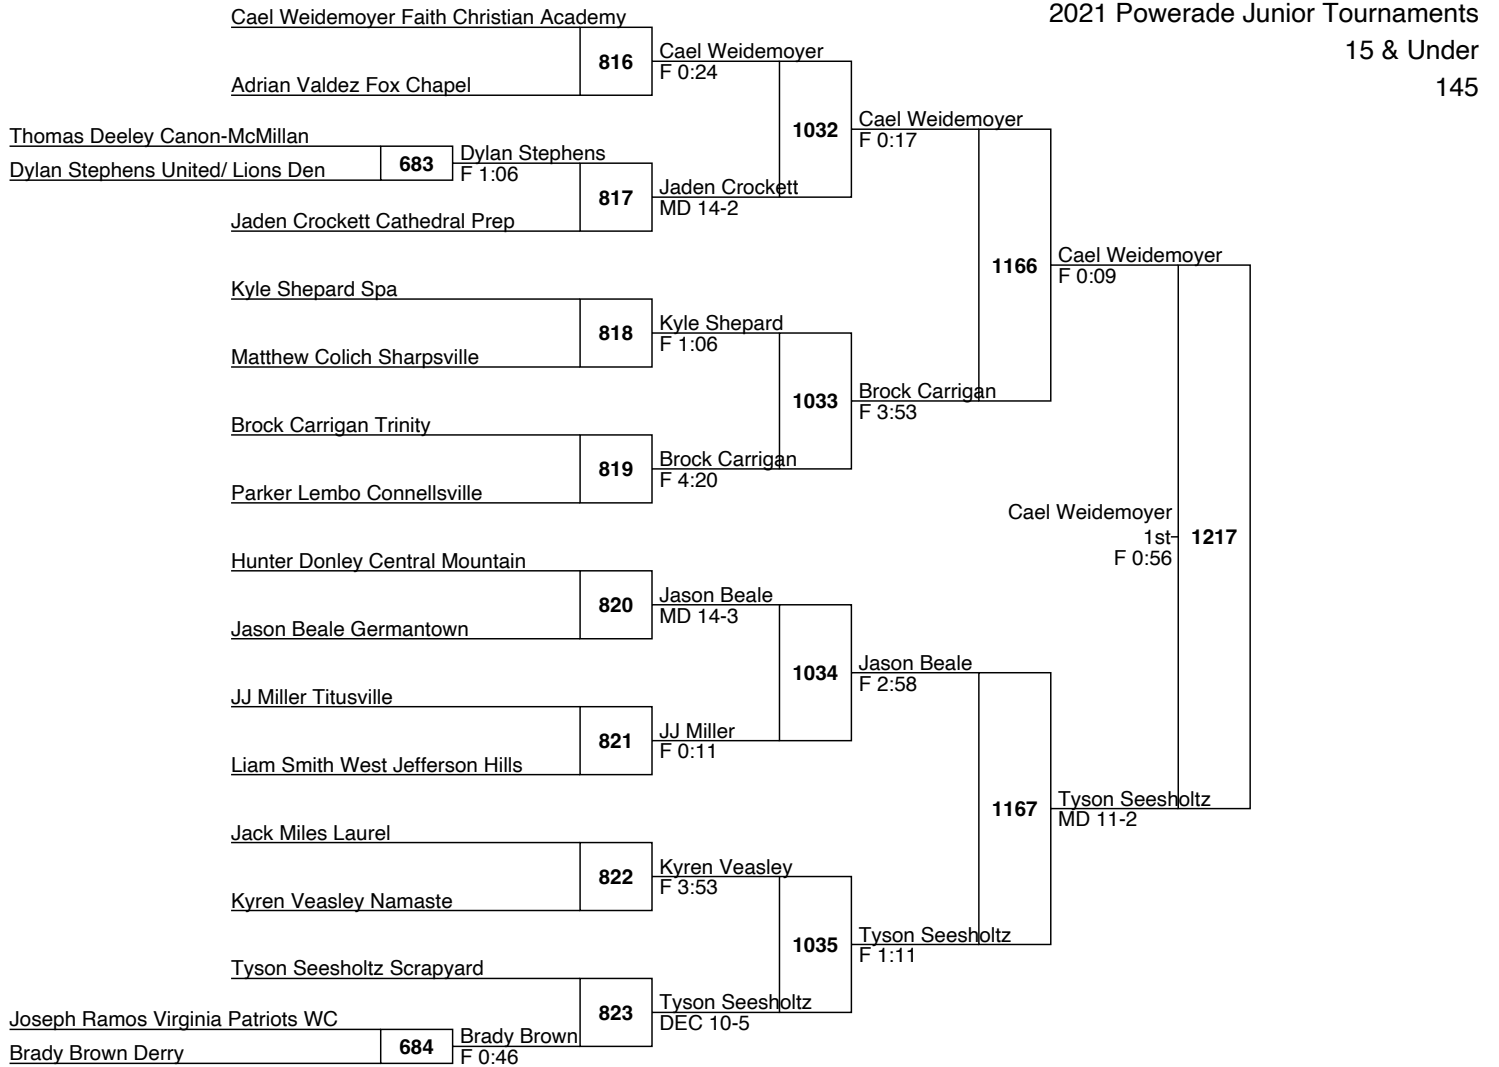 2021 Powerade Junior Tournaments
15 & Under
145
Cael Weidemoyer Faith Christian Academy
816
Cael Weidemoyer
F 0:24
Adrian Valdez Fox Chapel
1032
Cael Weidemoyer
F 0:17
Thomas Deeley Canon-McMillan
683
Dylan Stephens
F 1:06
Dylan Stephens United/ Lions Den
817
Jaden Crockett
MD 14-2
Jaden Crockett Cathedral Prep
1166
Cael Weidemoyer
F 0:09
Kyle Shepard Spa
818
Kyle Shepard
F 1:06
Matthew Colich Sharpsville
1033
Brock Carrigan
F 3:53
Brock Carrigan Trinity
819
Brock Carrigan
F 4:20
Parker Lembo Connellsville
Cael Weidemoyer
1st
1217
F 0:56
Hunter Donley Central Mountain
820
Jason Beale
MD 14-3
Jason Beale Germantown
1034
Jason Beale
F 2:58
JJ Miller Titusville
821
JJ Miller
F 0:11
Liam Smith West Jefferson Hills
1167
Tyson Seesholtz
MD 11-2
Jack Miles Laurel
822
Kyren Veasley
F 3:53
Kyren Veasley Namaste
1035
Tyson Seesholtz
F 1:11
Tyson Seesholtz Scrapyard
823
Tyson Seesholtz
DEC 10-5
Joseph Ramos Virginia Patriots WC
684
Brady Brown
F 0:46
Brady Brown Derry